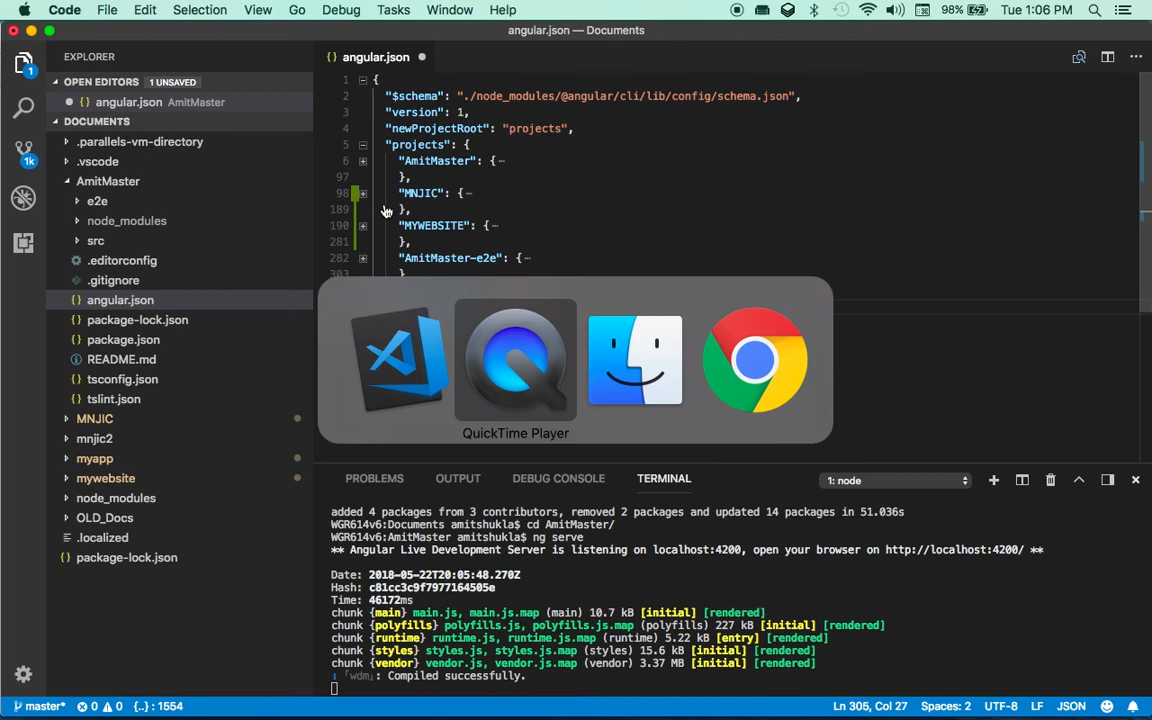 Code File Edit Selection View Go Debug Tasks Window Help 98% Tue 1:06 PM
angular.json — Documents
EXPLORER
OPEN EDITORS 1 UNSAVED
{} angular.json AmitMaster
DOCUMENTS
.parallels-vm-directory
.vscode
AmitMaster
e2e
node_modules
src
.editorconfig
.gitignore
{} angular.json
{} package-lock.json
{} package.json
README.md
{} tsconfig.json
{} tslint.json
MNJIC
mnjic2
myapp
mywebsite
node_modules
OLD_Docs
.localized
{} package-lock.json
1
1k
{} angular.json
1 {
2 "$schema": "./node_modules/@angular/cli/lib/config/schema.json",
3 "version": 1,
4 "newProjectRoot": "projects",
5 "projects": {
6 "AmitMaster": {
97 },
98 "MNJIC": {
189 },
190 "MYWEBSITE": {
281 },
282 "AmitMaster-e2e": {
303 }
QuickTime Player
PROBLEMS OUTPUT DEBUG CONSOLE TERMINAL 1: node
added 4 packages from 3 contributors, removed 2 packages and updated 14 packages in 51.036s
WGR614v6:Documents amitshukla$ cd AmitMaster/
WGR614v6:AmitMaster amitshukla$ ng serve
** Angular Live Development Server is listening on localhost:4200, open your browser on http://localhost:4200/ **
Date: 2018-05-22T20:05:48.270Z
Hash: c81cc3c9f7977164505e
Time: 46172ms
chunk {main} main.js, main.js.map (main) 10.7 kB [initial] [rendered]
chunk {polyfills} polyfills.js, polyfills.js.map (polyfills) 227 kB [initial] [rendered]
chunk {runtime} runtime.js, runtime.js.map (runtime) 5.22 kB [entry] [rendered]
chunk {styles} styles.js, styles.js.map (styles) 15.6 kB [initial] [rendered]
chunk {vendor} vendor.js, vendor.js.map (vendor) 3.37 MB [initial] [rendered]
ℹ ｢wdm｣: Compiled successfully.
master* 0 0 {..} : 1554 Ln 305, Col 27 Spaces: 2 UTF-8 LF JSON